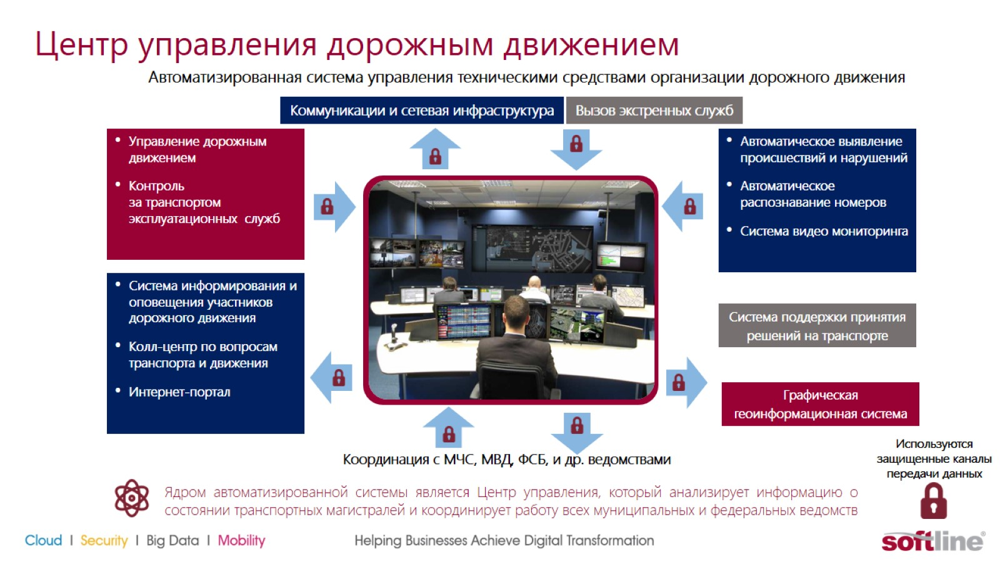 Центр управления дорожным движением
Автоматизированная система управления техническими средствами организации дорожного движения
Коммуникации и сетевая инфраструктура
Вызов экстренных служб
• Управление дорожным
движением
• Контроль
за транспортом
эксплуатационных служб
• Автоматическое выявление
происшествий и нарушений
• Автоматическое
распознавание номеров
• Система видео мониторинга
• Система информирования и
оповещения участников
дорожного движения
• Колл-центр по вопросам
транспорта и движения
• Интернет-портал
Система поддержки принятия
решений на транспорте
Графическая
геоинформационная система
Координация с МЧС, МВД, ФСБ, и др. ведомствами
Используются
защищенные каналы
передачи данных
Ядром автоматизированной системы является Центр управления, который анализирует информацию о
состоянии транспортных магистралей и координирует работу всех муниципальных и федеральных ведомств
Cloud | Security | Big Data | Mobility
Helping Businesses Achieve Digital Transformation
softline®